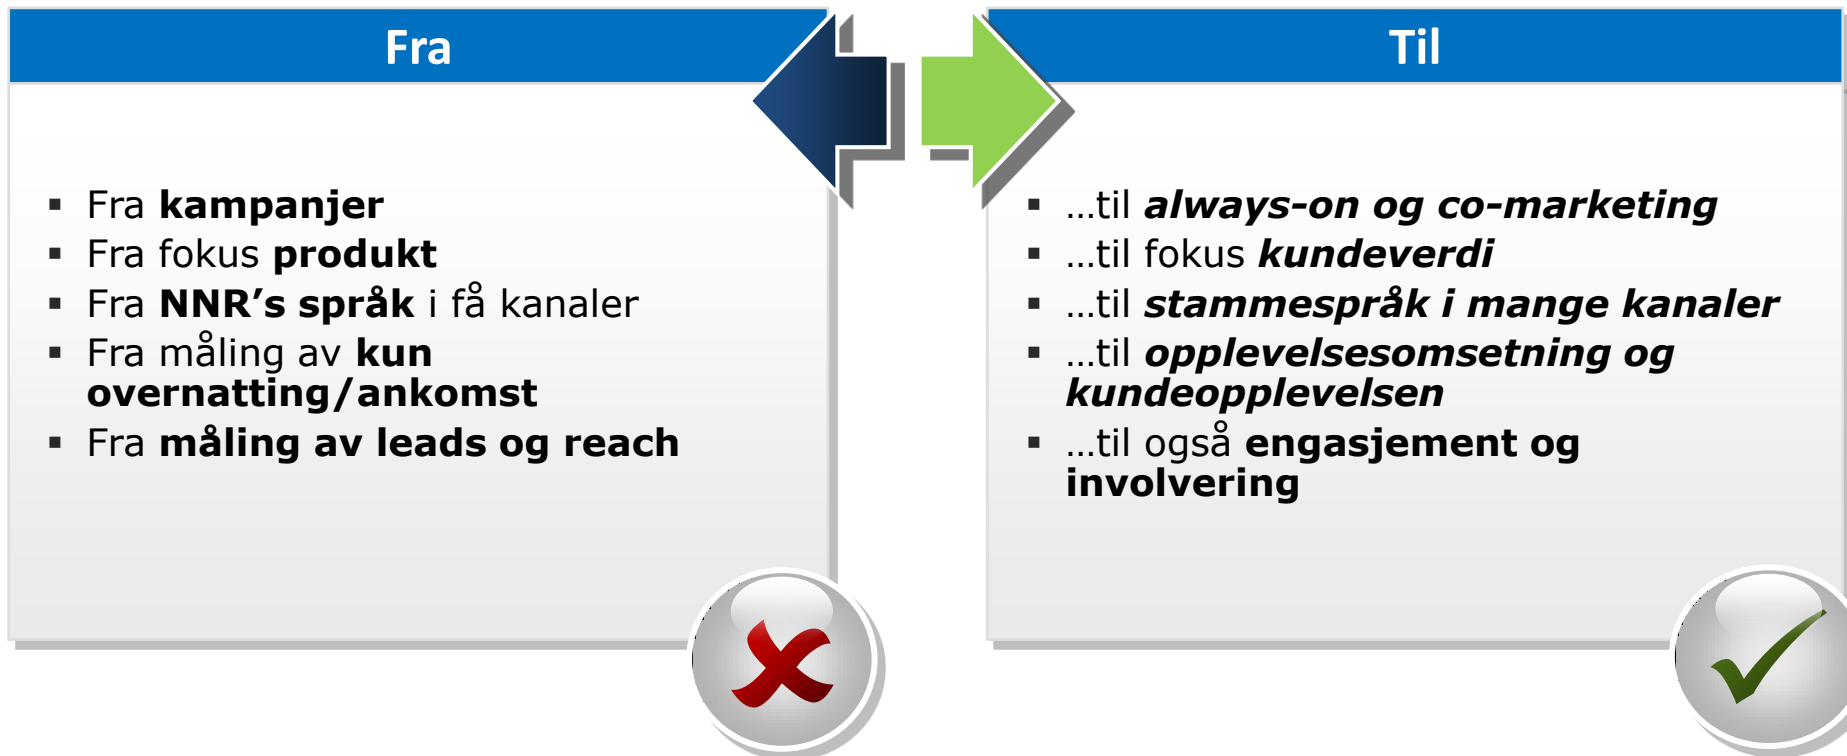 Fra
▪ Fra kampanjer
▪ Fra fokus produkt
▪ Fra NNR’s språk i få kanaler
▪ Fra måling av kun
overnatting/ankomst
▪ Fra måling av leads og reach
Til
▪ …til always-on og co-marketing
▪ …til fokus kundeverdi
▪ …til stammespråk i mange kanaler
▪ …til opplevelsesomsetning og
kundeopplevelsen
▪ …til også engasjement og
involvering